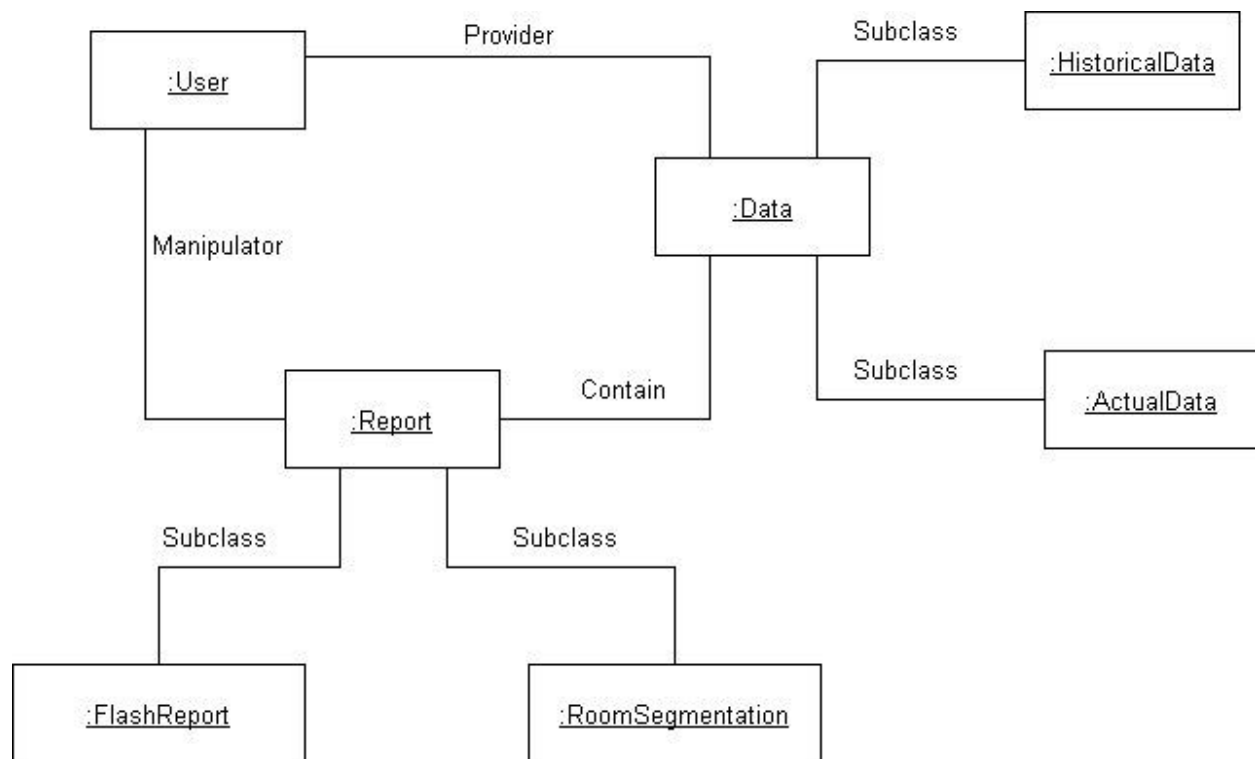 Provider
Subclass
:HistoricalData
:User
:Data
Manipulator
Subclass
:ActualData
Contain
:Report
Subclass
Subclass
:FlashReport
:RoomSegmentation